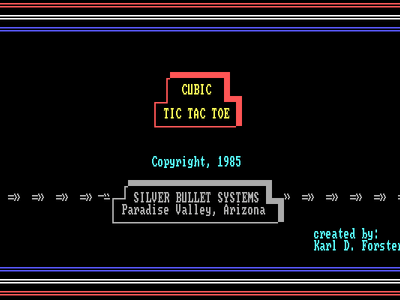 CUBIC
TIC TAC TOE
Copyright, 1985
SILVER BULLET SYSTEMS
Paradise Valley, Arizona
created by:
Karl D. Forster